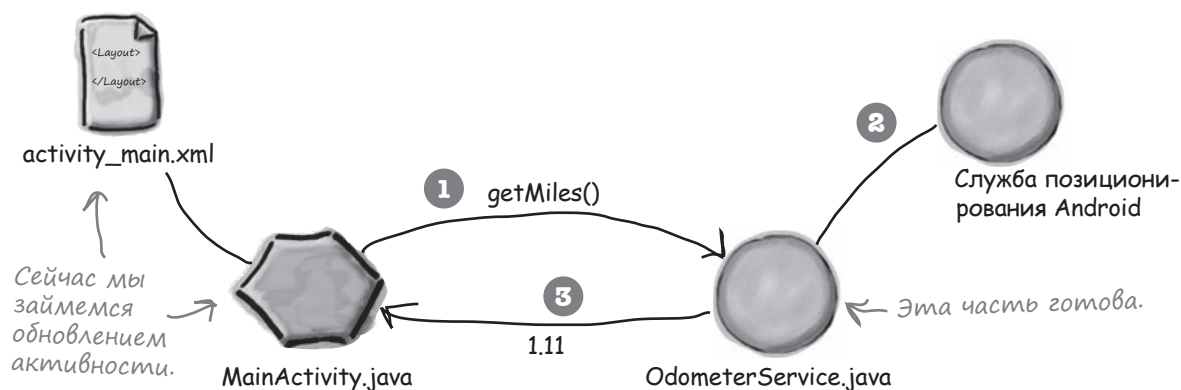 <Layout>
</Layout>
activity_main.xml
2
Служба позициони-
рования Android
1
getMiles()
Сейчас мы
займемся
обновлением
активности.
3
Эта часть готова.
1.11
MainActivity.java
OdometerService.java